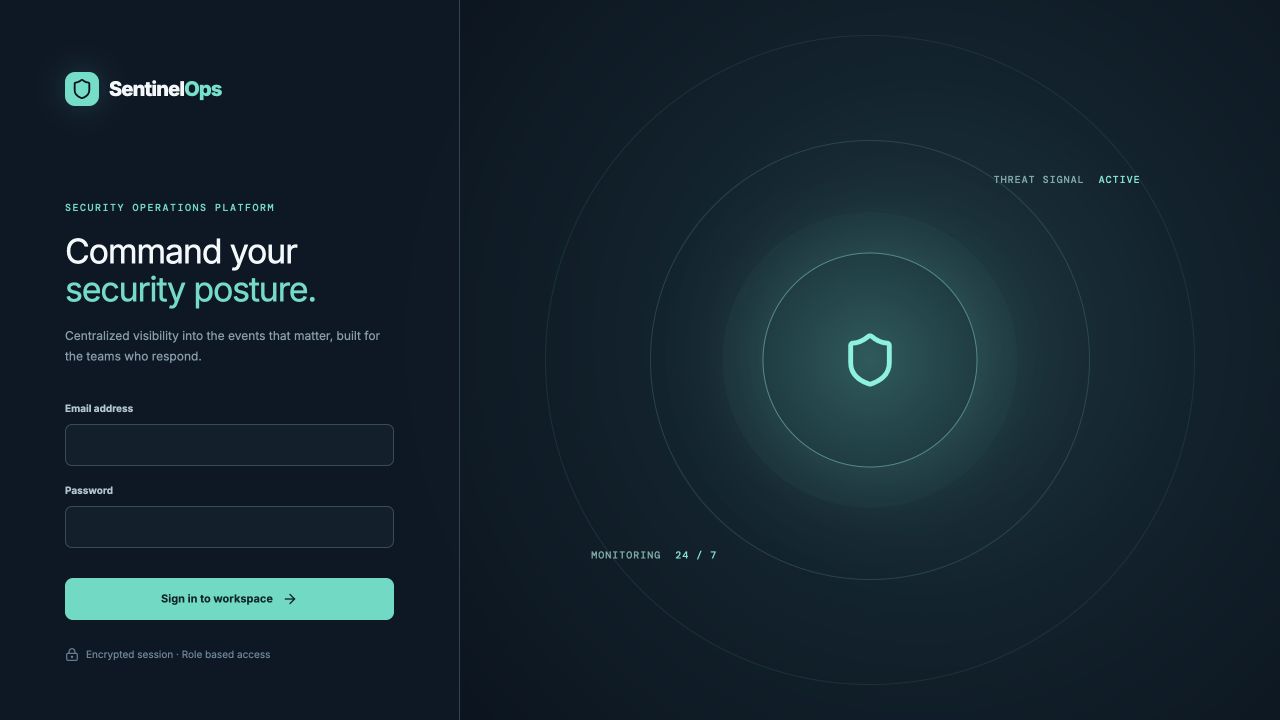 SentinelOps
SECURITY OPERATIONS PLATFORM
Command your
security posture.
Centralized visibility into the events that matter, built for
the teams who respond.
Email address
Password
Sign in to workspace
Encrypted session · Role based access
THREAT SIGNAL ACTIVE
MONITORING 24 / 7